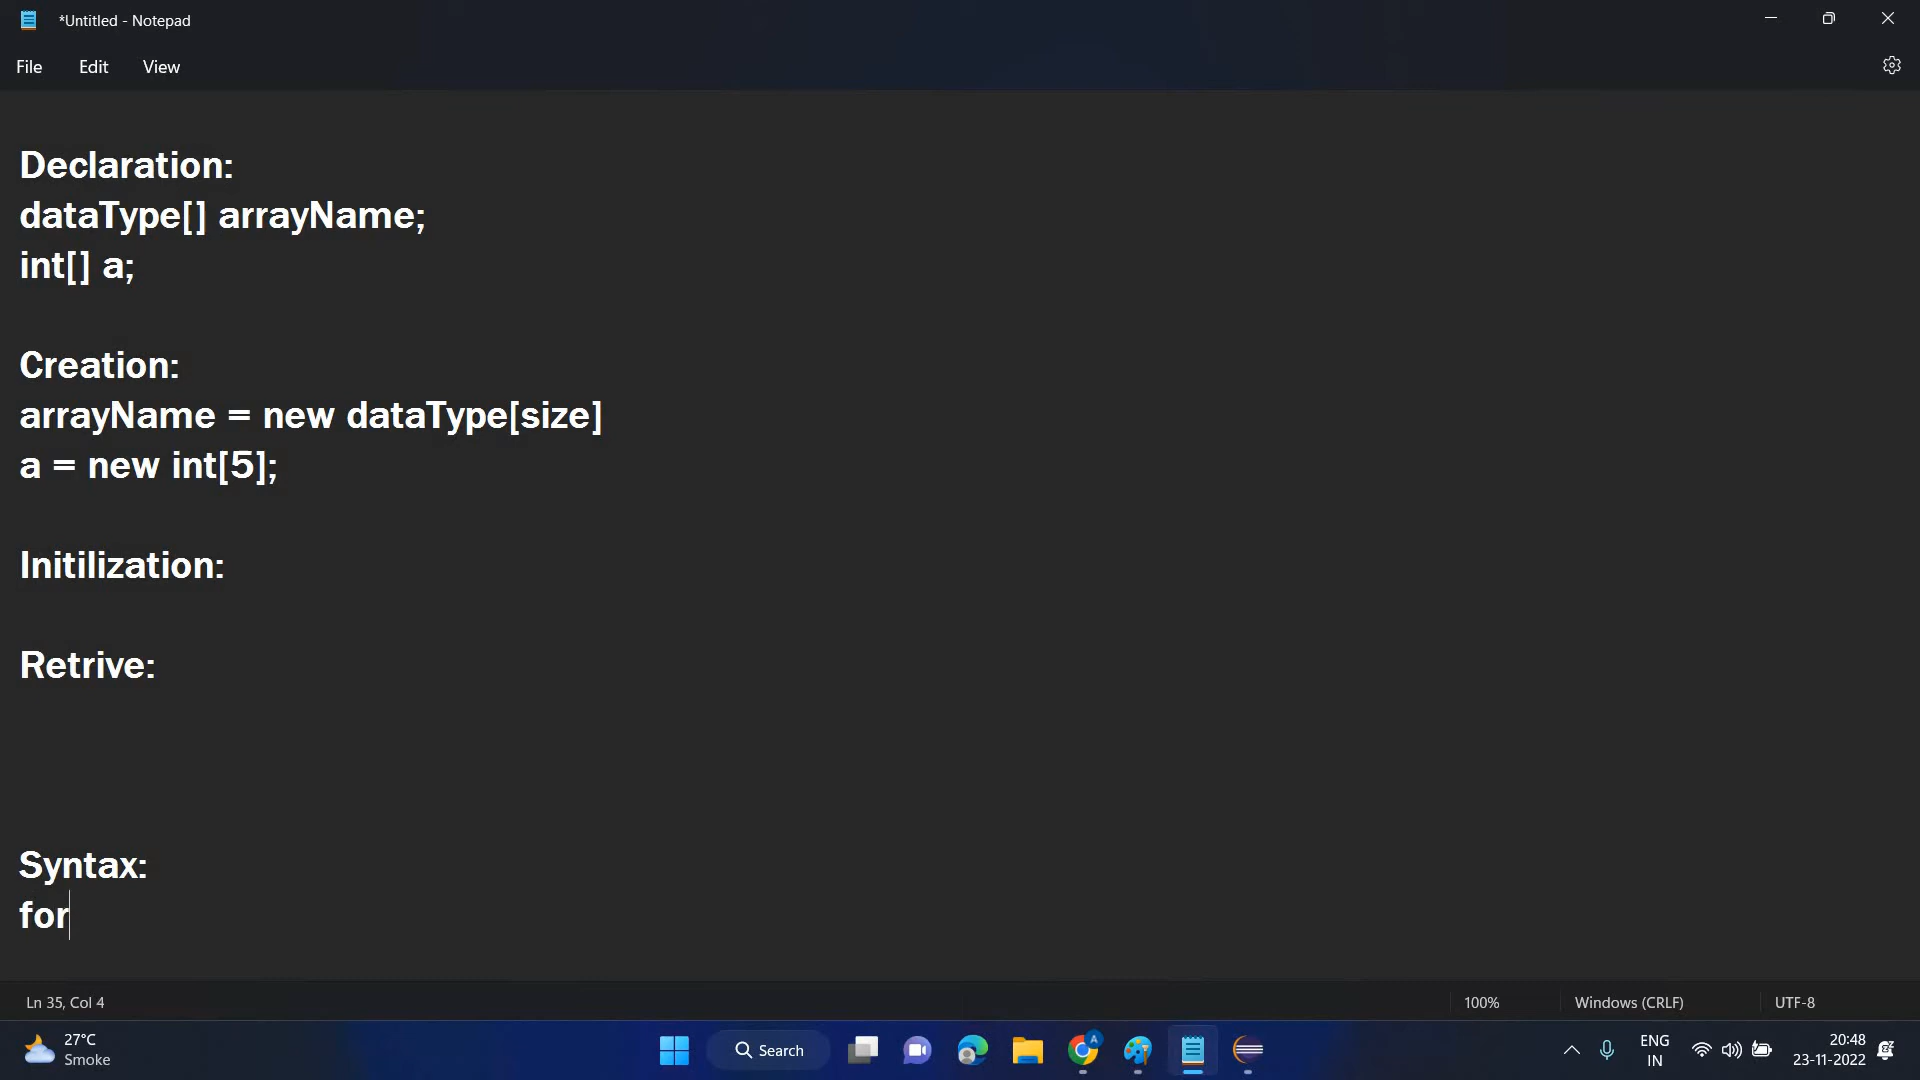 *Untitled - Notepad
File Edit View
Declaration:
dataType[] arrayName;
int[] a;
Creation:
arrayName = new dataType[size]
a = new int[5];
Initilization:
Retrive:
Syntax:
for
Ln 35, Col 4 100% Windows (CRLF) UTF-8
27°C
Smoke
Search
A
ENG
IN
20:48
23-11-2022